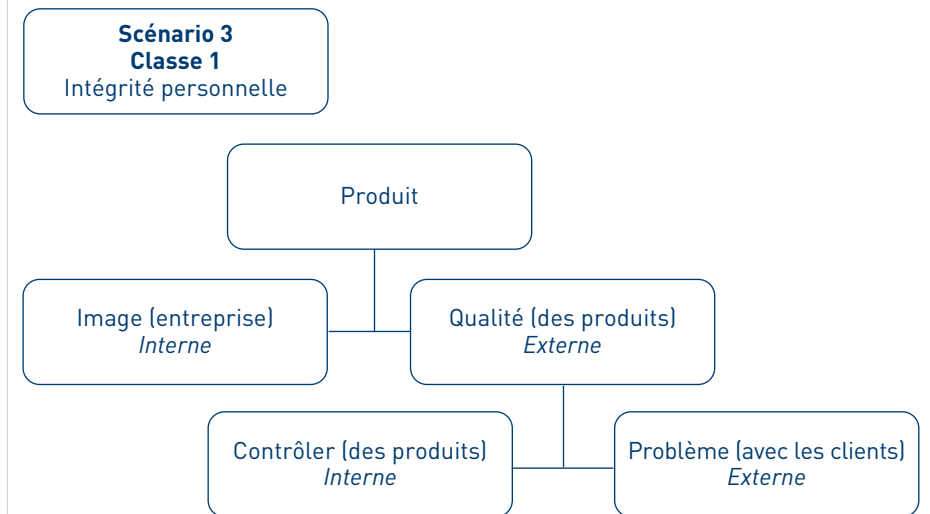 Scénario 3
Classe 1
Intégrité personnelle
Produit
Image (entreprise)
Interne
Qualité (des produits)
Externe
Contrôler (des produits)
Interne
Problème (avec les clients)
Externe